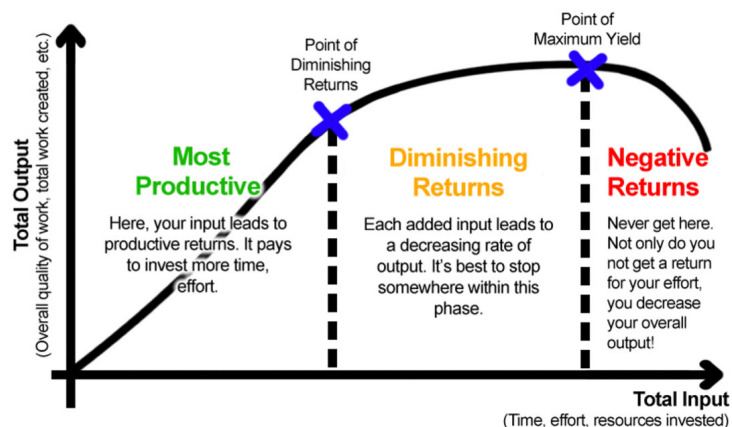 Total Output
(Overall quality of work, total work created, etc.)
Point of
Diminishing
Returns
Point of
Maximum Yield
Most
Productive
Here, your input leads to
productive returns. It pays
to invest more time,
effort.
Diminishing
Returns
Each added input leads to
a decreasing rate of
output. It's best to stop
somewhere within this
phase.
Negative
Returns
Never get here.
Not only do you
not get a return
for your effort,
you decrease
your overall
output!
Total Input
(Time, effort, resources invested)